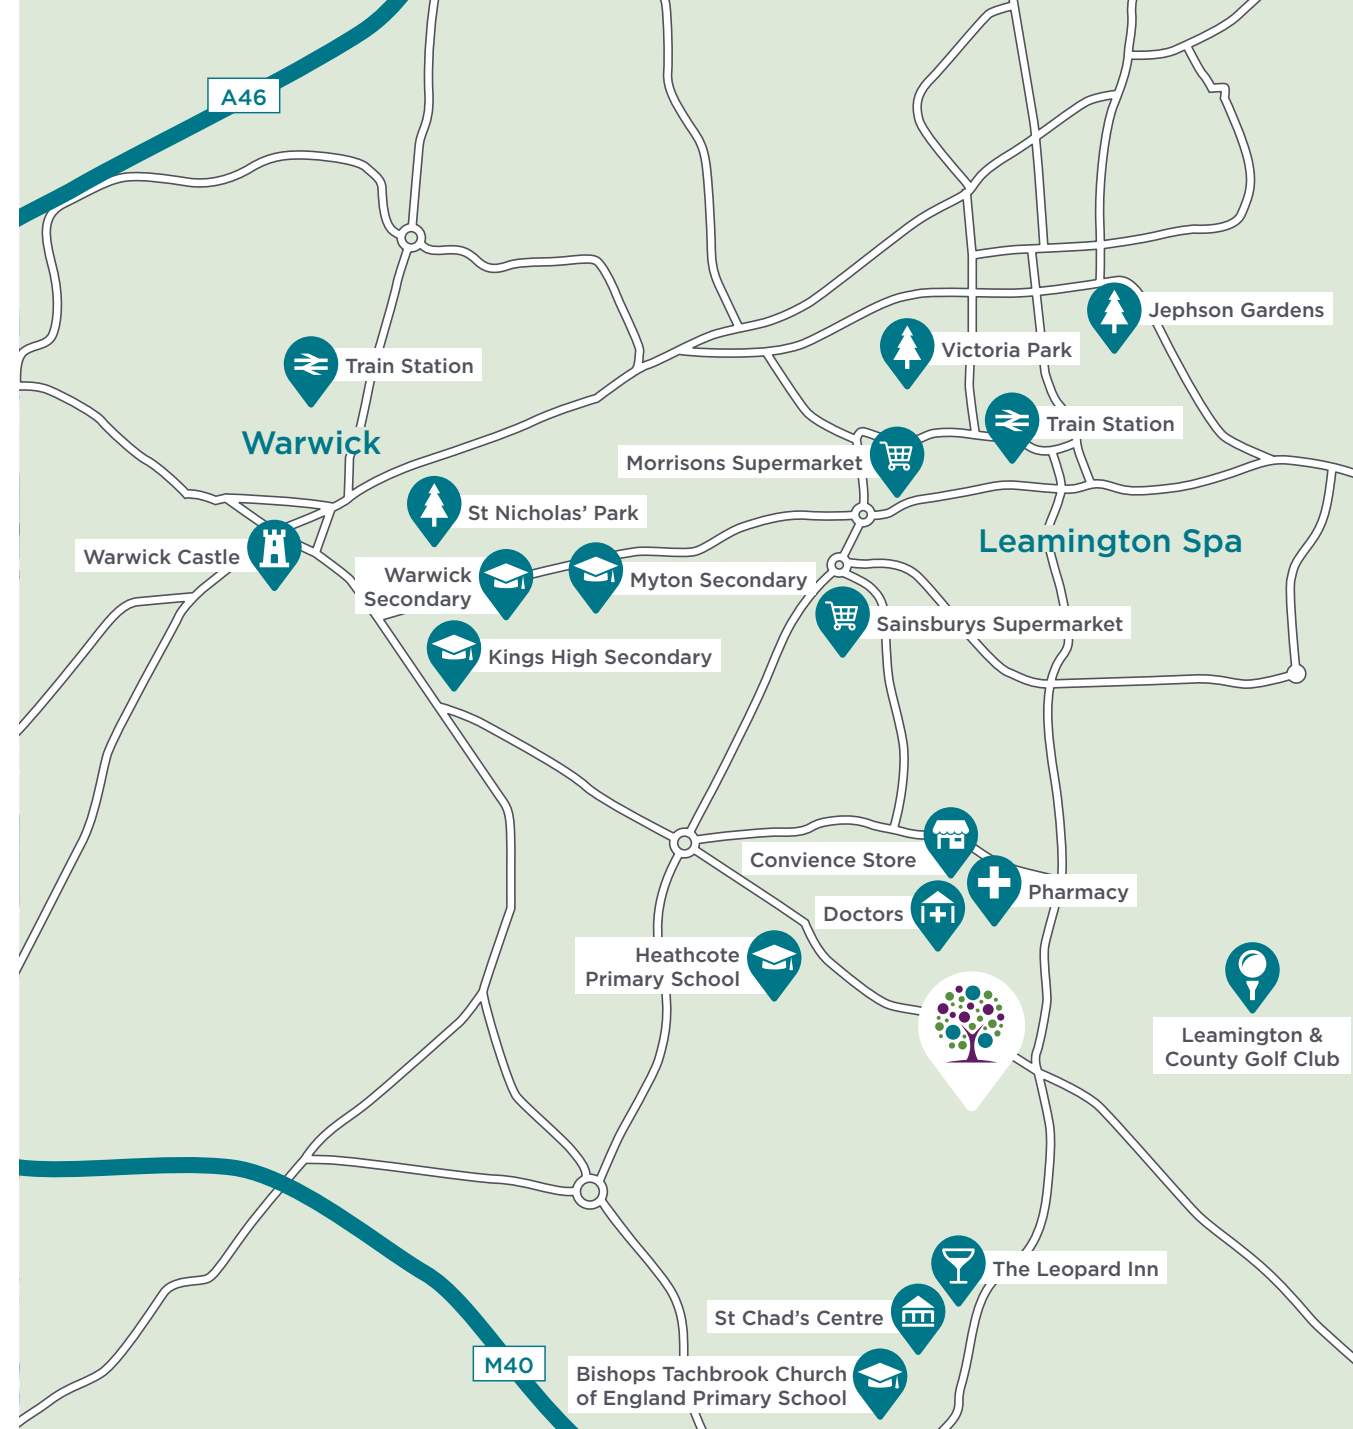 A46
Jephson Gardens
Victoria Park
Train Station
Warwick
Train Station
Morrisons Supermarket
St Nicholas’ Park
Leamington Spa
Warwick Castle
Warwick
Secondary
Myton Secondary
Sainsburys Supermarket
Kings High Secondary
Convience Store
Pharmacy
Doctors
Heathcote
Primary School
Leamington &
County Golf Club
The Leopard Inn
St Chad’s Centre
M40
Bishops Tachbrook Church
of England Primary School